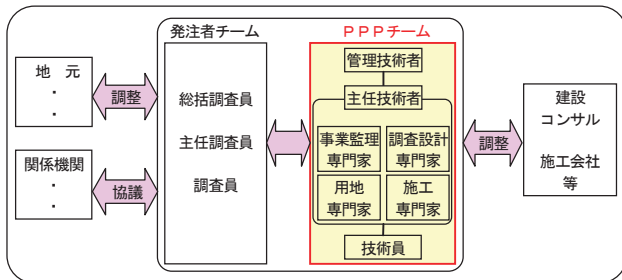 発注者チーム
ＰＰＰチーム
地　元
・
・
調整
関係機関
・
・
協議
総括調査員
主任調査員
調査員
管理技術者
主任技術者
事業監理
専門家
調査設計
専門家
用地
専門家
施工
専門家
技術員
調整
建設
コンサル
施工会社
等